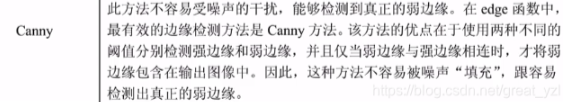 此方法不容易受噪声的干扰，能够检测到真正的弱边缘。在 edge 函数中，
最有效的边缘检测方法是 Canny 方法。该方法的优点在于使用两种不同的
Canny
阈值分别检测强边缘和弱边缘，并且仅当弱边缘与强边缘相连时，才将弱
边缘包含在输出图像中。因此，这种方法不容易被噪声“填充”，跟容易
检测出真正的弱边缘。
https://blog.csdn.net/great_yzl